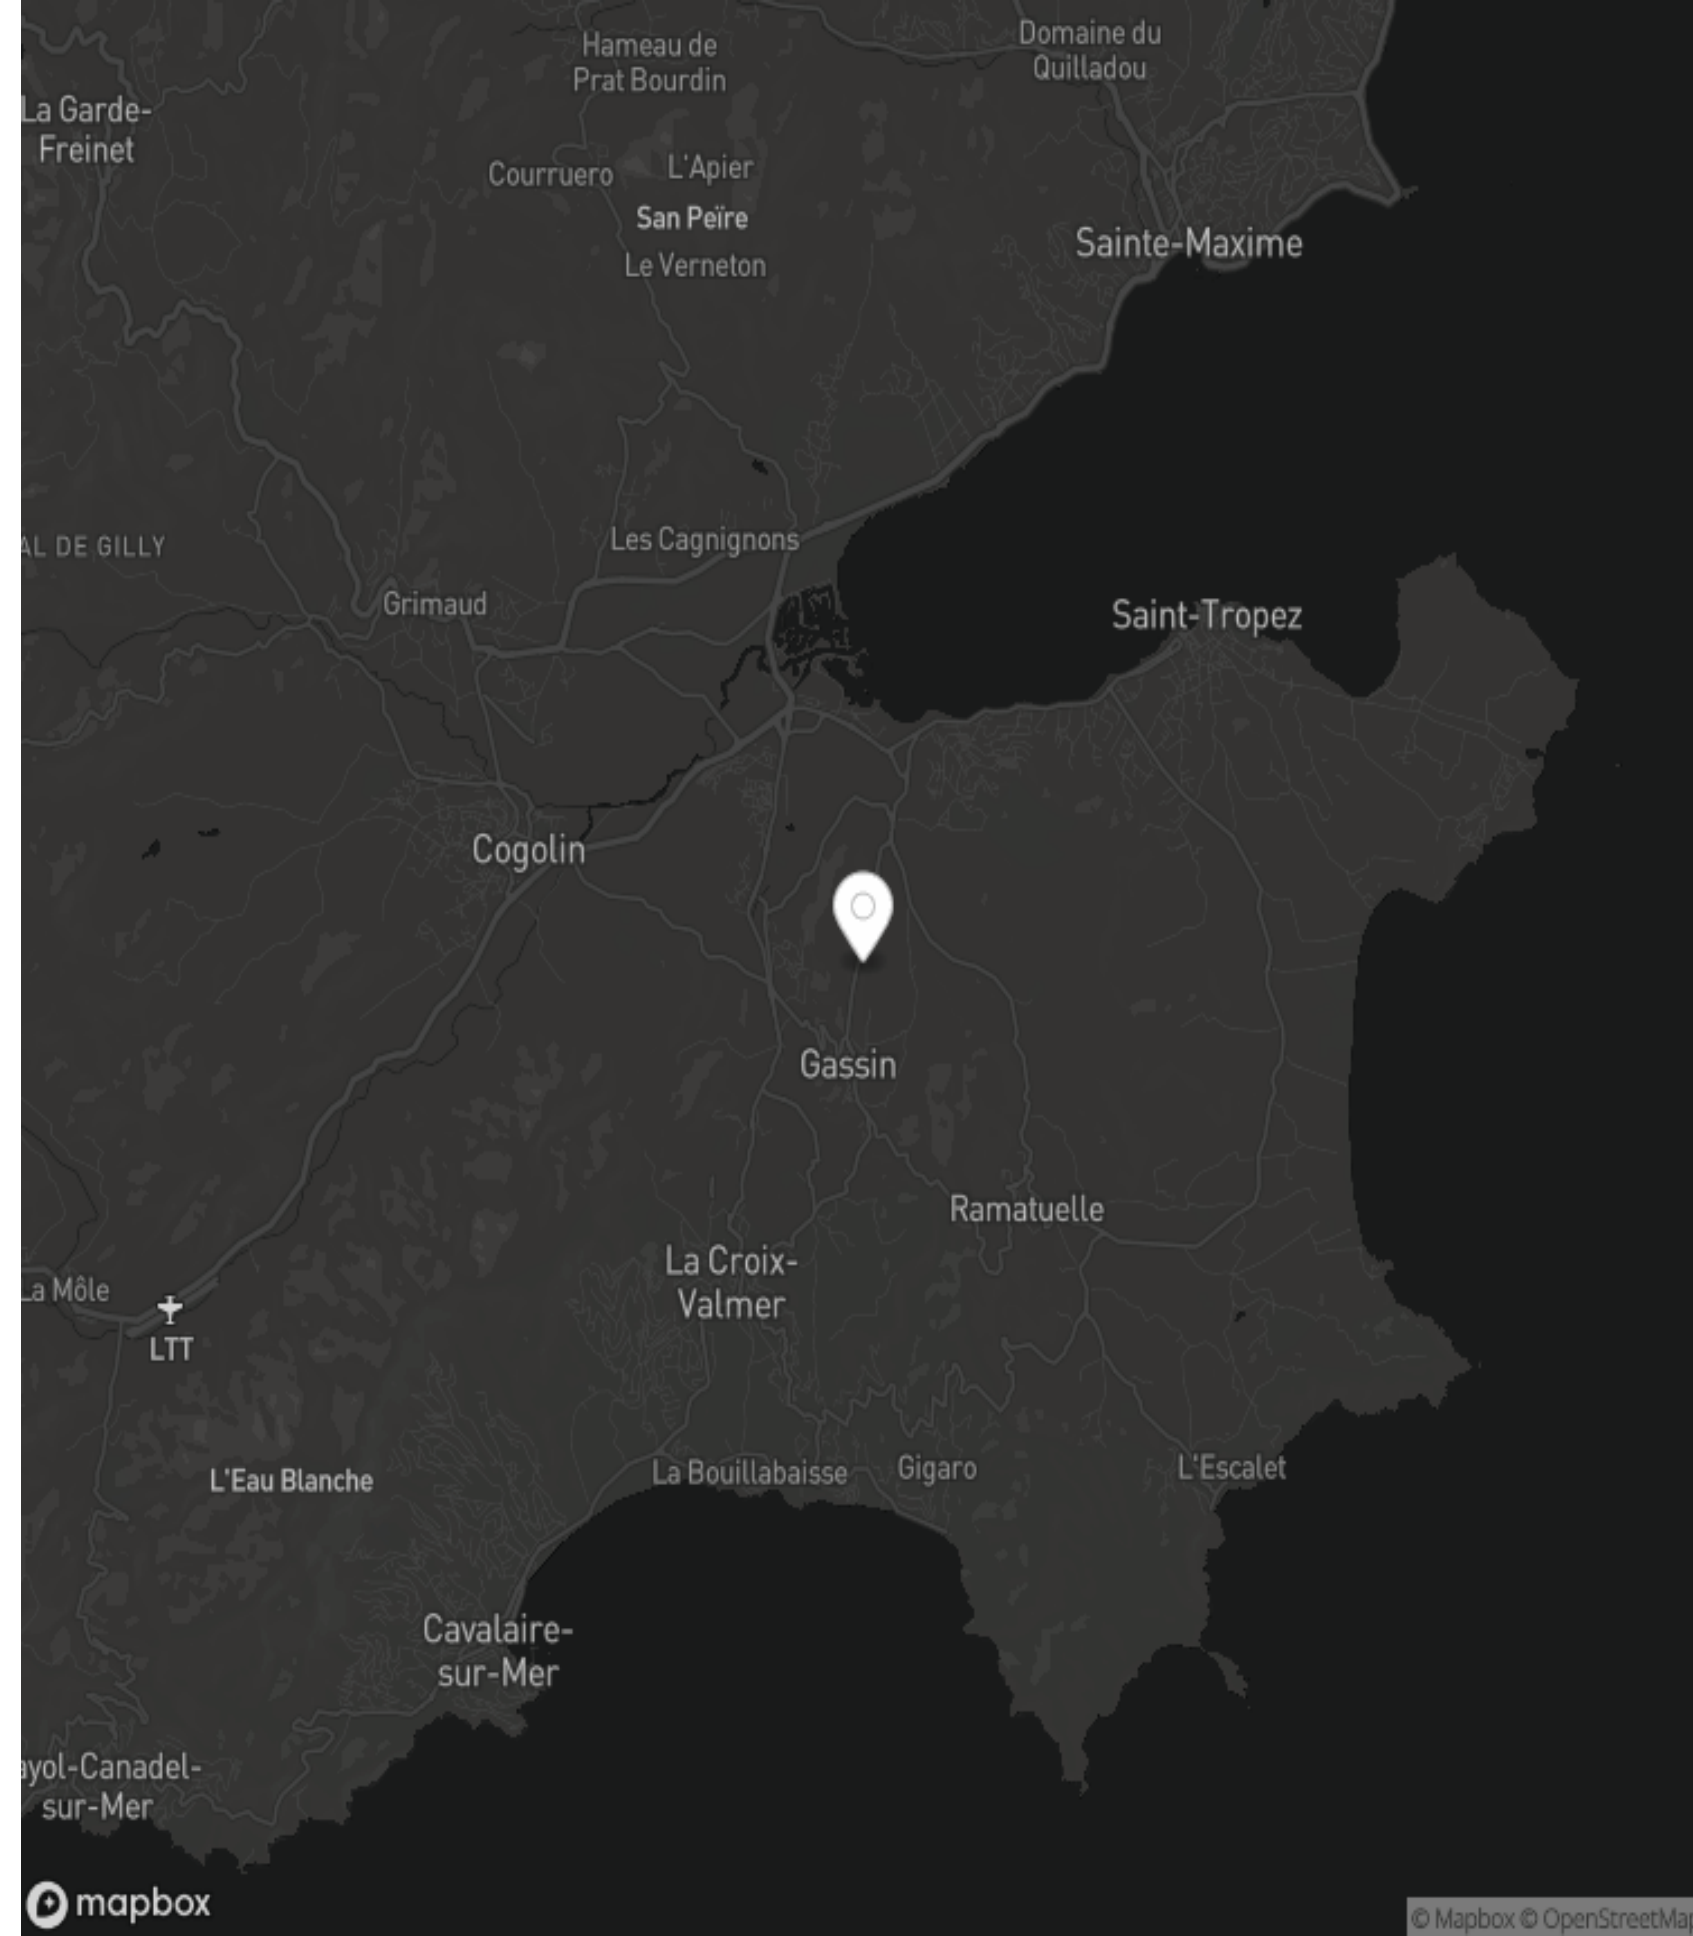 Domaine du
Quilladou
Hameau de
Prat Bourdin
La Garde-
Freinet
L'Apier
Courruero
San Peïre
Sainte-Maxime
Le Verneton
Les Cagnignons
AL DE GILLY
Grimaud
Saint-Tropez
Cogolin
Gassin
Ramatuelle
La Croix-
Valmer
La Môle
LTT
L'Eau Blanche
La Bouillabaisse
Gigaro
L'Escalet
Cavalaire-
sur-Mer
ayol-Canadel-
sur-Mer
mapbox
© Mapbox © OpenStreetMap